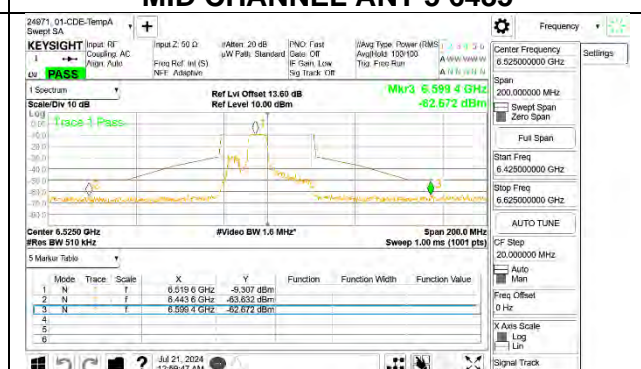 MID CHANNEL ANT 5 6485
24971, 01-CDE-TempA
Swept SA
Frequency
KEYSIGHT
Input: RF
Coupling: AC
Align: Auto
Input Z: 50 Ω
Freq Ref: Int (S)
NFE: Adaptive
#Atten: 20 dB
µW Path: Standard
PNO: Fast
Gate: Off
IF Gain: Low
Sig Track: Off
#Avg Type: Power (RMS)
Avg|Hold: 100/100
Trig: Free Run
PASS
Settings
Center Frequency
6.525000000 GHz
Span
200.000000 MHz
Swept Span
Zero Span
Full Span
Start Freq
6.425000000 GHz
Stop Freq
6.625000000 GHz
AUTO TUNE
CF Step
20.000000 MHz
Auto
Man
Freq Offset
0 Hz
X Axis Scale
Log
Lin
Signal Track
1 Spectrum
Scale/Div 10 dB
Log
Ref Lvl Offset 13.60 dB
Ref Level 10.00 dBm
Mkr3 6.599 4 GHz
-82.672 dBm
Trace 1 Pass
Center 6.5250 GHz
#Res BW 510 kHz
#Video BW 1.6 MHz*
Span 200.0 MHz
Sweep 1.00 ms (1001 pts)
5 Marker Table
Mode Trace Scale X Y Function Function Width Function Value
1 N f 6.519 6 GHz -9.307 dBm
2 N f 6.443 6 GHz -63.632 dBm
3 N f 6.599 4 GHz -62.672 dBm
4
5
6
Jul 21, 2024